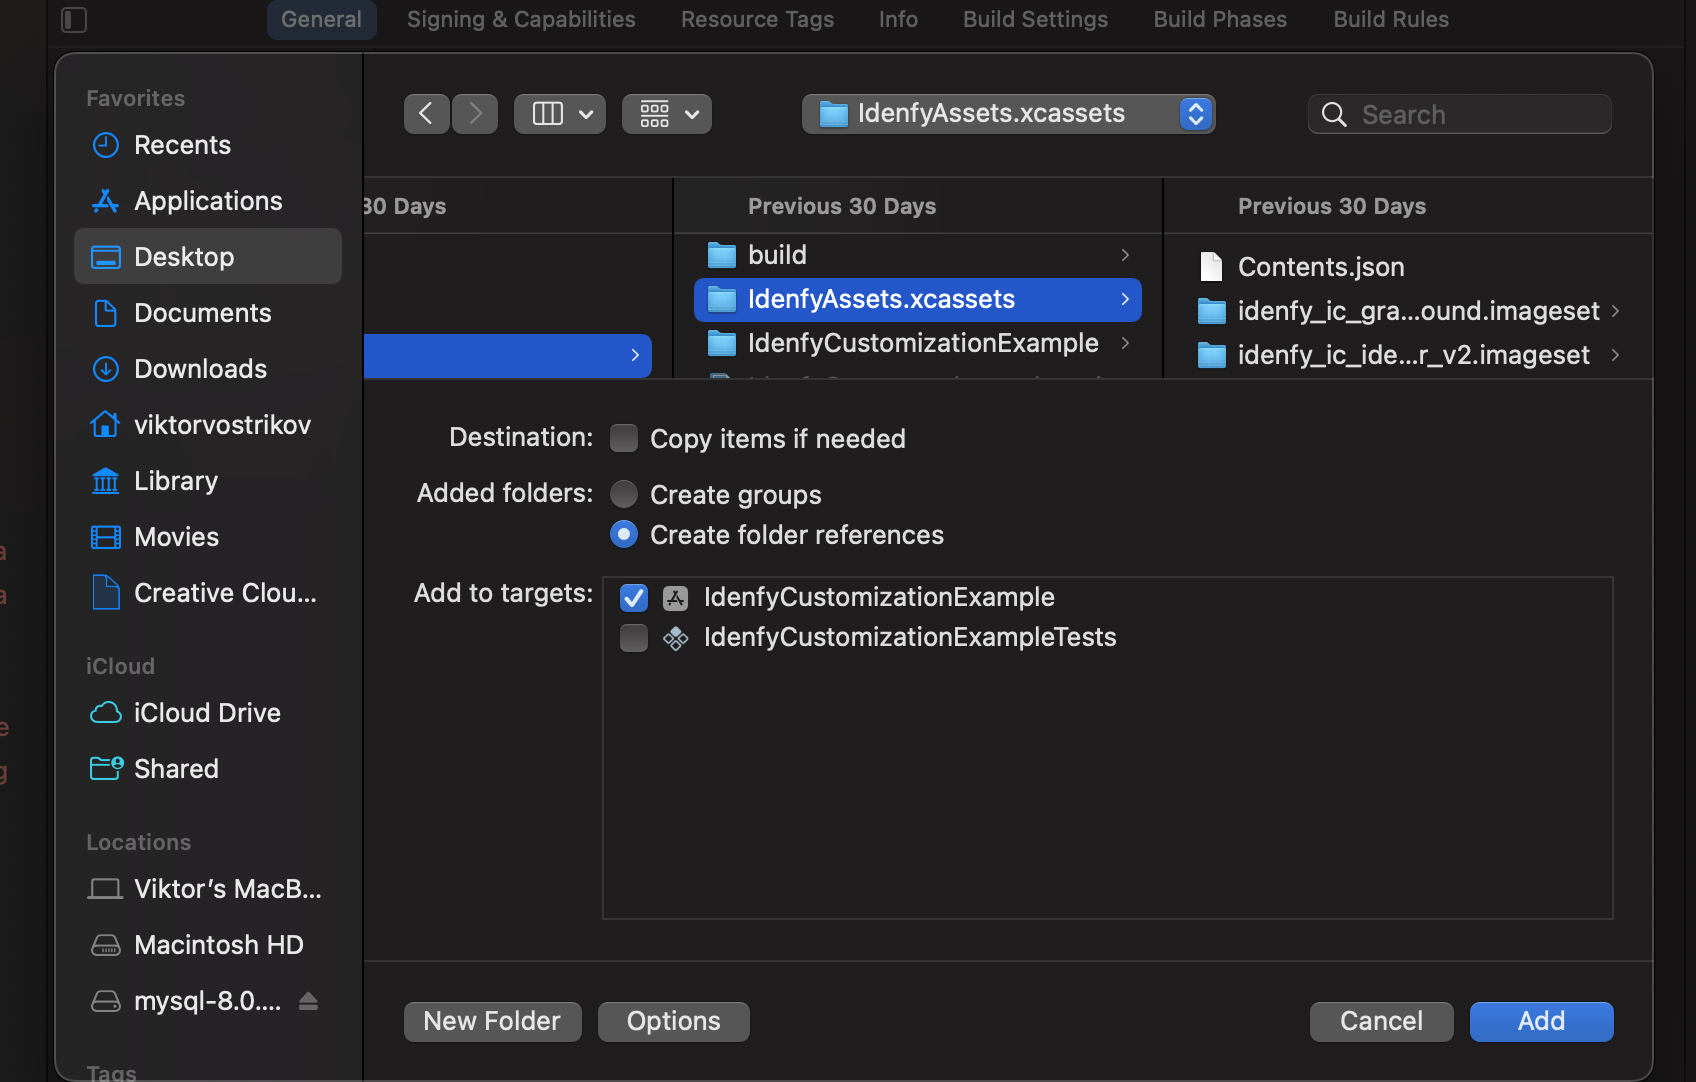 General
Signing & Capabilities
Resource Tags
Info
Build Settings
Build Phases
Build Rules
Favorites
Recents
Applications
Desktop
Documents
Downloads
viktorvostrikov
Library
Movies
Creative Clou...
iCloud
iCloud Drive
Shared
Locations
Viktor's MacB...
Macintosh HD
mysql-8.0....
Tags
IdenfyAssets.xcassets
Search
30 Days
Previous 30 Days
build
IdenfyAssets.xcassets
IdenfyCustomizationExample
Previous 30 Days
Contents.json
idenfy_ic_gra...ound.imageset
idenfy_ic_ide...r_v2.imageset
Destination:
Copy items if needed
Added folders:
Create groups
Create folder references
Add to targets:
IdenfyCustomizationExample
IdenfyCustomizationExampleTests
New Folder
Options
Cancel
Add